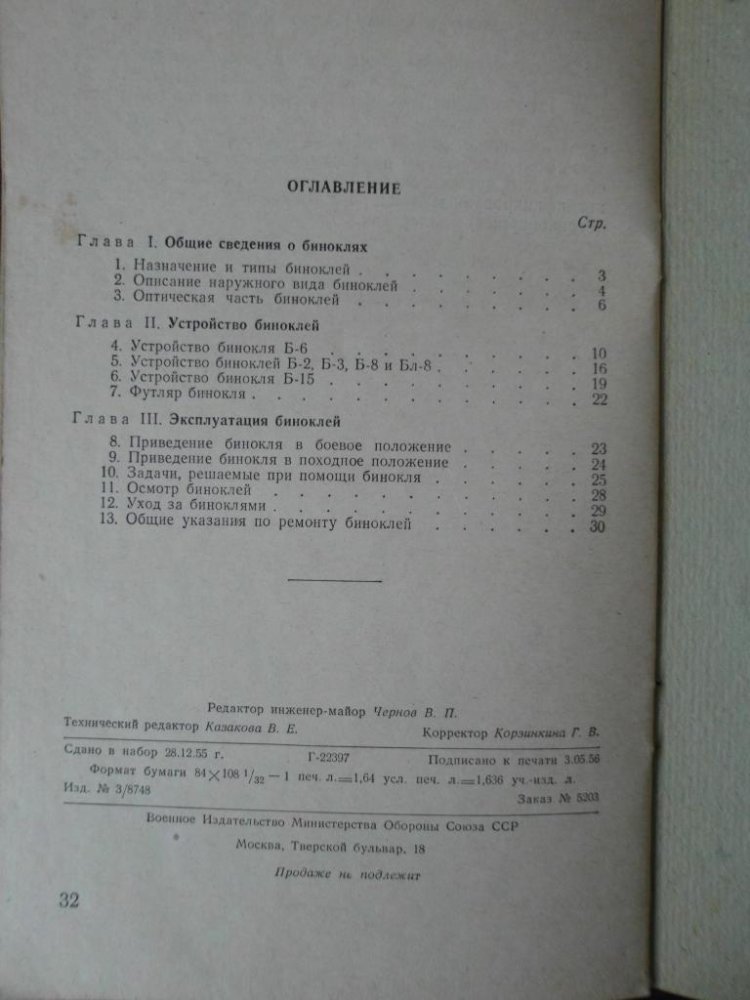 ОГЛАВЛЕНИЕ
Стр.
Глава I. Общие сведения о биноклях
1. Назначение и типы биноклей . . . . . . . . . . 3
2. Описание наружного вида биноклей . . . . . . . 4
3. Оптическая часть биноклей . . . . . . . . . . 6
Глава II. Устройство биноклей
4. Устройство бинокля Б-6 . . . . . . . . . . . 10
5. Устройство биноклей Б-2, Б-3, Б-8 и Бл-8 . . . . . . 16
6. Устройство бинокля Б-15 . . . . . . . . . . 19
7. Футляр бинокля . . . . . . . . . . . . . 22
Глава III. Эксплуатация биноклей
8. Приведение бинокля в боевое положение . . . . . 23
9. Приведение бинокля в походное положение . . . . . 24
10. Задачи, решаемые при помощи бинокля . . . . . . 25
11. Осмотр биноклей . . . . . . . . . . . . 28
12. Уход за биноклями . . . . . . . . . . . . 29
13. Общие указания по ремонту биноклей . . . . . . 30
Редактор инженер-майор Чернов В. П.
Технический редактор Казакова В. Е. Корректор Корзинкина Г. В.
Сдано в набор 28.12.55 г. Г-22397 Подписано к печати 3.05.56
Формат бумаги 84×108 1/32 — 1 печ. л.=1,64 усл. печ. л.=1,636 уч.-изд. л.
Изд. № 3/8748 Заказ № 5203
Военное Издательство Министерства Обороны Союза ССР
Москва, Тверской бульвар, 18
Продаже не подлежит
32